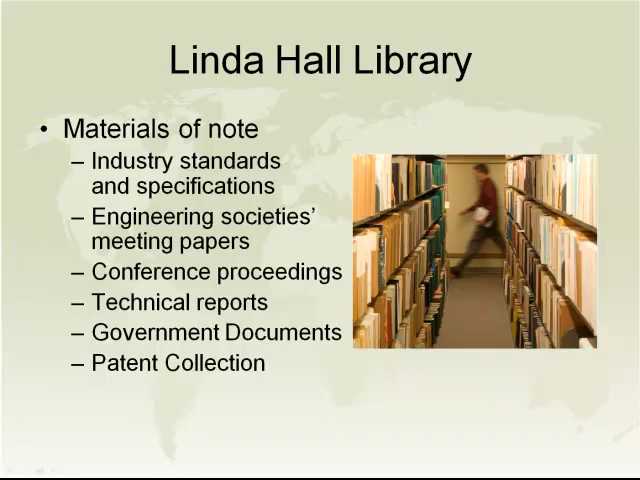 Linda Hall Library
• Materials of note
– Industry standards
and specifications
– Engineering societies’
meeting papers
– Conference proceedings
– Technical reports
– Government Documents
– Patent Collection